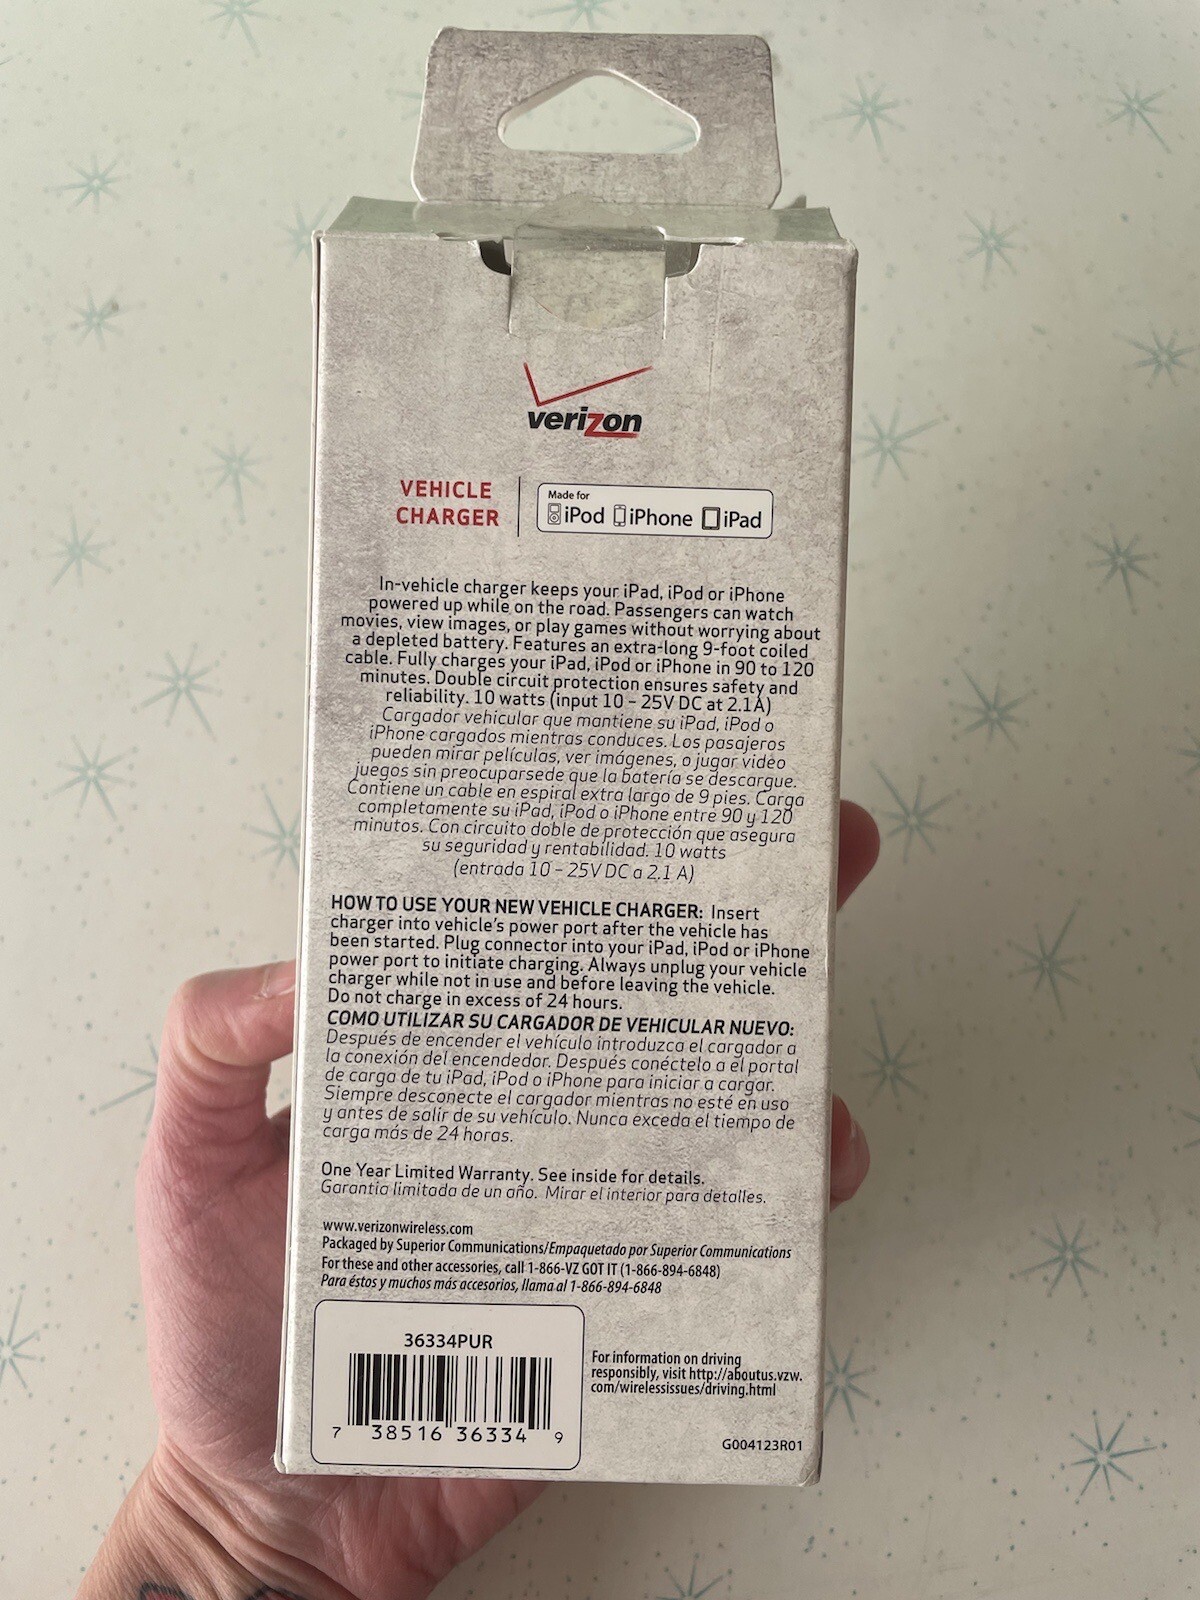 verizon
VEHICLE
CHARGER
Made for
iPod iPhone iPad
In-vehicle charger keeps your iPad, iPod or iPhone
powered up while on the road. Passengers can watch
movies, view images, or play games without worrying about
a depleted battery. Features an extra-long 9-foot coiled
cable. Fully charges your iPad, iPod or iPhone in 90 to 120
minutes. Double circuit protection ensures safety and
reliability. 10 watts (input 10 – 25V DC at 2.1A)
Cargador vehicular que mantiene su iPad, iPod o
iPhone cargados mientras conduces. Los pasajeros
pueden mirar películas, ver imágenes, o jugar video
juegos sin preocuparsede que la batería se descargue.
Contiene un cable en espiral extra largo de 9 pies. Carga
completamente su iPad, iPod o iPhone entre 90 y 120
minutos. Con circuito doble de protección que asegura
su seguridad y rentabilidad. 10 watts
(entrada 10 – 25V DC a 2.1 A)
HOW TO USE YOUR NEW VEHICLE CHARGER: Insert
charger into vehicle's power port after the vehicle has
been started. Plug connector into your iPad, iPod or iPhone
power port to initiate charging. Always unplug your vehicle
charger while not in use and before leaving the vehicle.
Do not charge in excess of 24 hours.
COMO UTILIZAR SU CARGADOR DE VEHICULAR NUEVO:
Después de encender el vehículo introduzca el cargador a
la conexión del encendedor. Después conéctelo a el portal
de carga de tu iPad, iPod o iPhone para iniciar a cargar.
Siempre desconecte el cargador mientras no esté en uso
y antes de salir de su vehículo. Nunca exceda el tiempo de
carga más de 24 horas.
One Year Limited Warranty. See inside for details.
Garantia limitada de un año. Mirar el interior para detalles.
www.verizonwireless.com
Packaged by Superior Communications/Empaquetado por Superior Communications
For these and other accessories, call 1-866-VZ GOT IT (1-866-894-6848)
Para éstos y muchos más accesorios, llama al 1-866-894-6848
36334PUR
7 38516 36334 9
For information on driving
responsibly, visit http://aboutus.vzw.
com/wirelessissues/driving.html
G004123R01